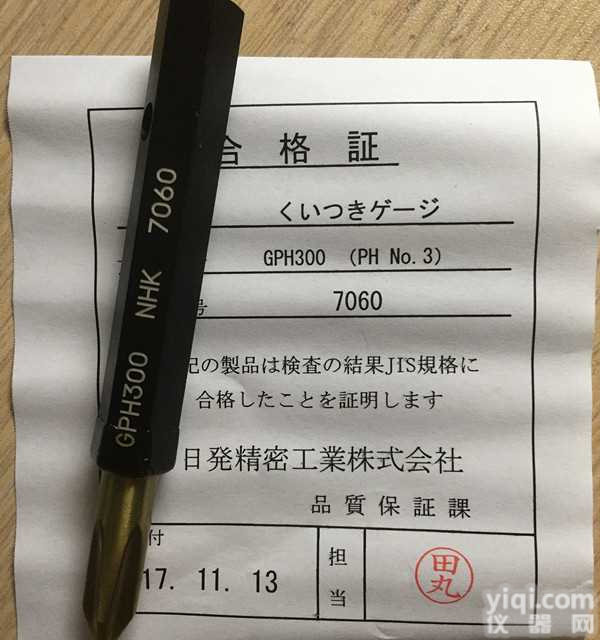 合格証
くいつきゲージ
GPH300 (PH No.3)
号 7060
記の製品は検査の結果JIS規格に
合格したことを証明します
日発精密工業株式会社
品質保証課
付
17. 11. 13
担当
田丸
GPH300 NHK 7060
yiqi.com
仪器网